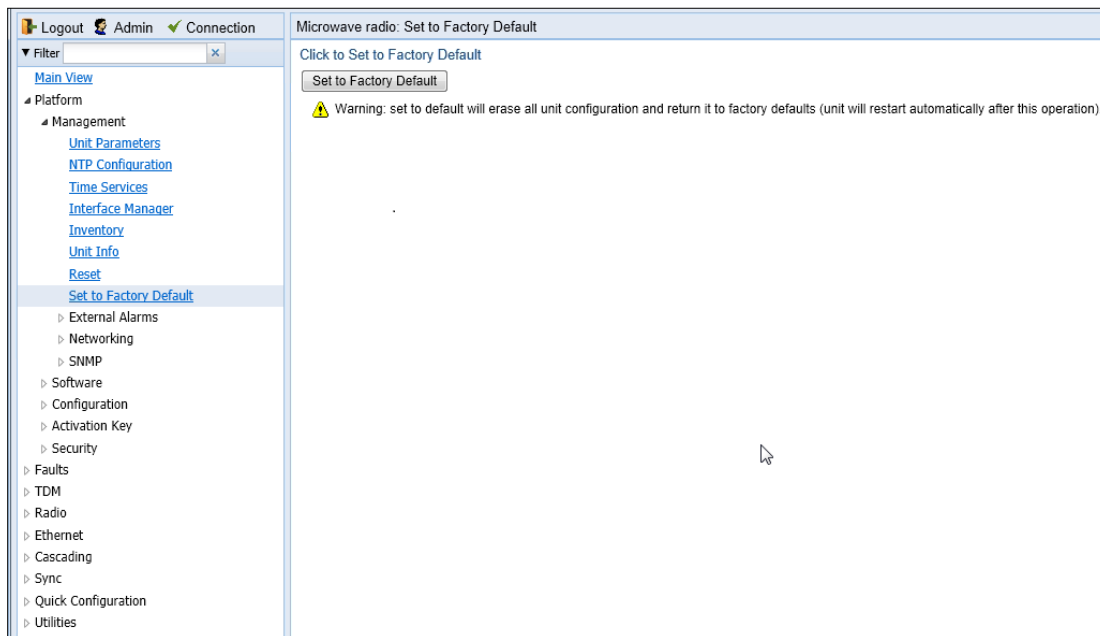 Logout Admin Connection
Filter
Main View
Platform
Management
Unit Parameters
NTP Configuration
Time Services
Interface Manager
Inventory
Unit Info
Reset
Set to Factory Default
External Alarms
Networking
SNMP
Software
Configuration
Activation Key
Security
Faults
TDM
Radio
Ethernet
Cascading
Sync
Quick Configuration
Utilities
Microwave radio: Set to Factory Default
Click to Set to Factory Default
Set to Factory Default
Warning: set to default will erase all unit configuration and return it to factory defaults (unit will restart automatically after this operation)